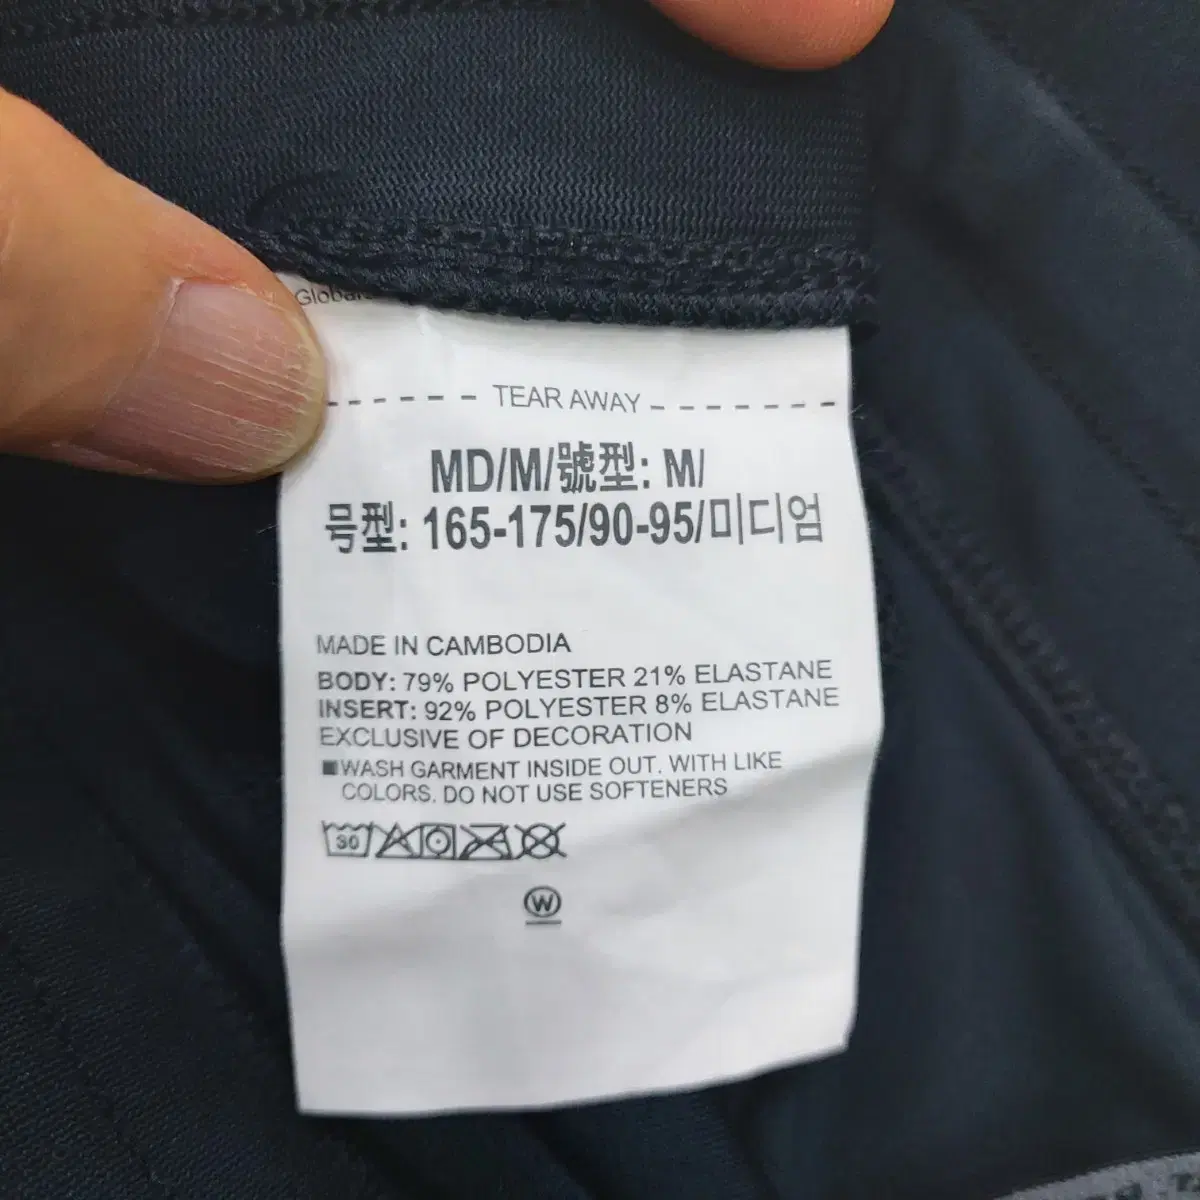 TEAR AWAY
MD/M/號型: M/
号型: 165-175/90-95/미디엄
MADE IN CAMBODIA
BODY: 79% POLYESTER 21% ELASTANE
INSERT: 92% POLYESTER 8% ELASTANE
EXCLUSIVE OF DECORATION
■WASH GARMENT INSIDE OUT. WITH LIKE
COLORS. DO NOT USE SOFTENERS
30
W